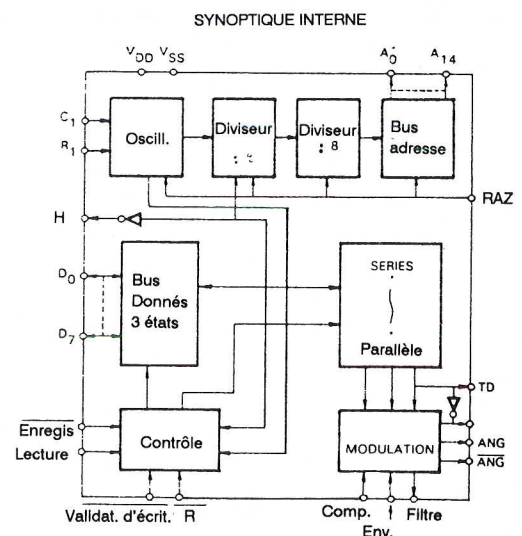 SYNOPTIQUE INTERNE
VDD VSS A0 A14
C1
R1
Oscill.
Diviseur
:
Diviseur
: 8
Bus
adresse
RAZ
H
D0
D7
Bus
Donnés
3 états
SERIES
Parallèle
TD
Enregis
Lecture
Contrôle
MODULATION
ANG
ANG
Validat. d'écrit. R
Comp. Filtre
Env.